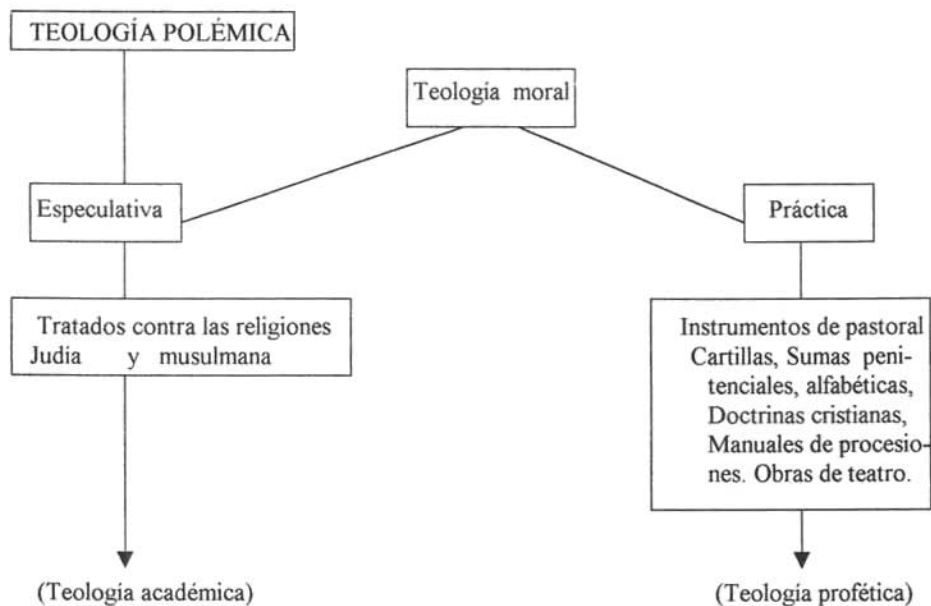 TEOLOGÍA POLÉMICA
Teología moral
Especulativa
Práctica
Tratados contra las religiones
Judía y musulmana
Instrumentos de pastoral
Cartillas, Sumas peni-
tenciales, alfabéticas,
Doctrinas cristianas,
Manuales de procesio-
nes. Obras de teatro.
(Teología académica)
(Teología profética)